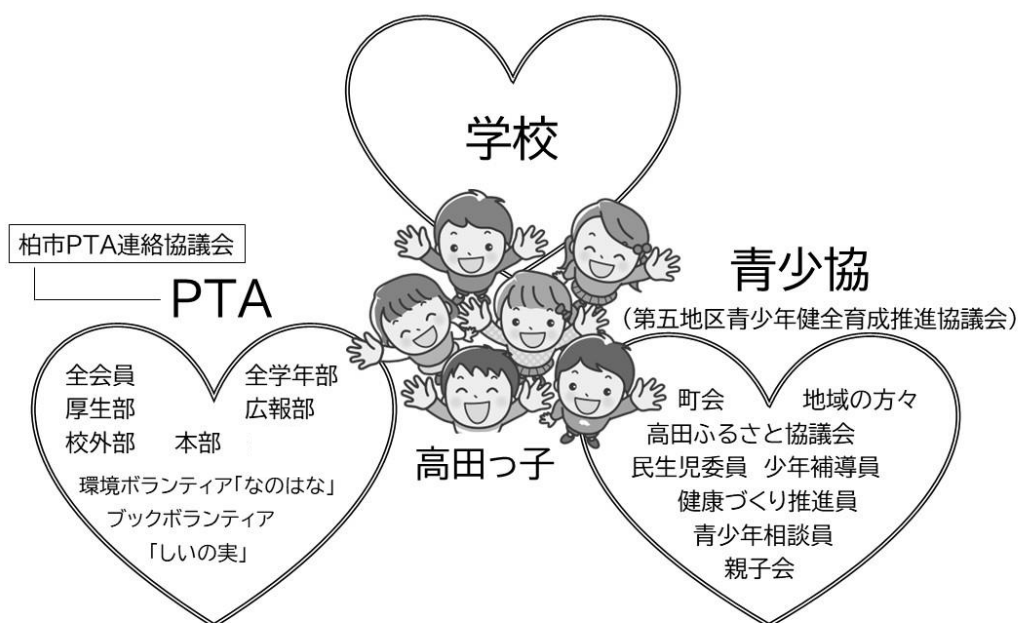 学校
柏市PTA連絡協議会
PTA
全会員 全学年部
厚生部 広報部
校外部 本部
環境ボランティア「なのはな」
ブックボランティア
「しいの実」
高田っ子
青少協
（第五地区青少年健全育成推進協議会）
町会 地域の方々
高田ふるさと協議会
民生児委員 少年補導員
健康づくり推進員
青少年相談員
親子会